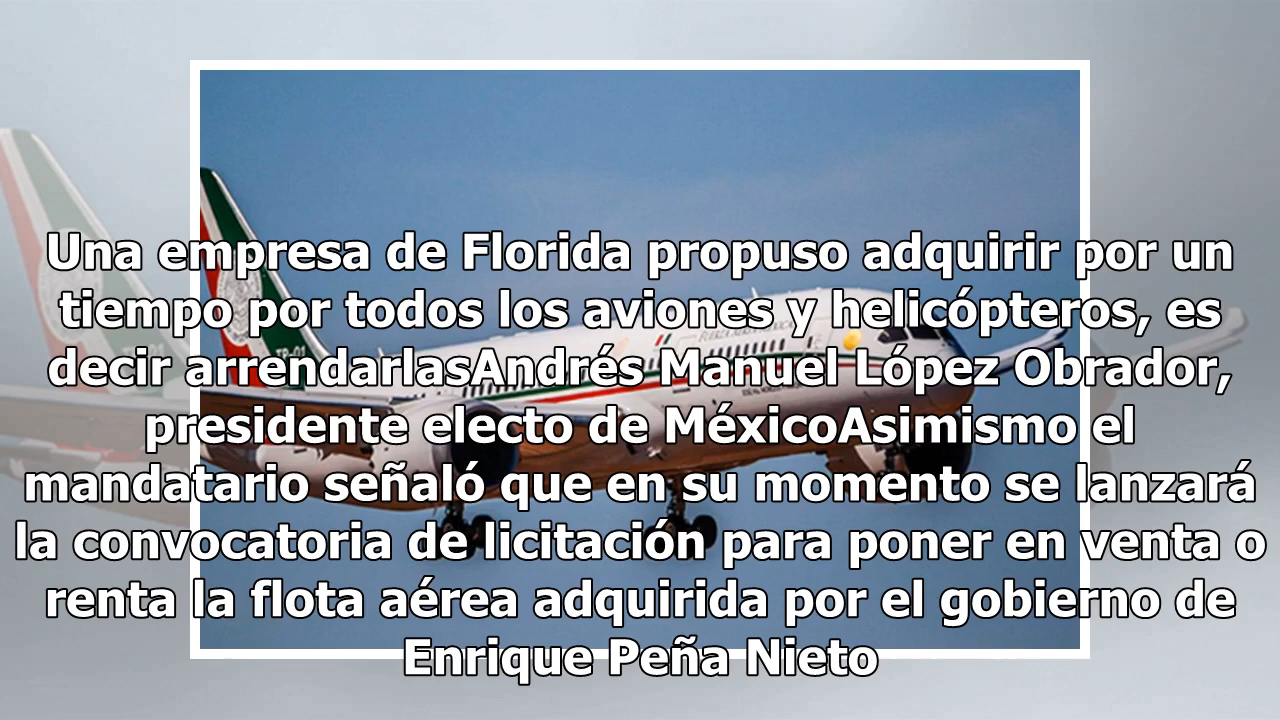 Una empresa de Florida propuso adquirir por un
tiempo por todos los aviones y helicópteros, es
decir arrendarlasAndrés Manuel López Obrador,
presidente electo de MéxicoAsimismo el
mandatario señaló que en su momento se lanzará
la convocatoria de licitación para poner en venta o
renta la flota aérea adquirida por el gobierno de
Enrique Peña Nieto